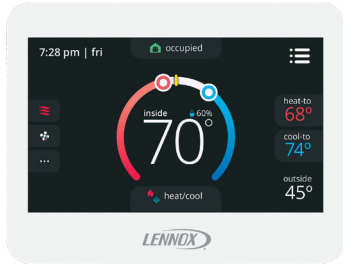 7:28 pm | fri
occupied
inside
60%
70°
heat-to
68°
cool-to
74°
outside
45°
heat/cool
LENNOX